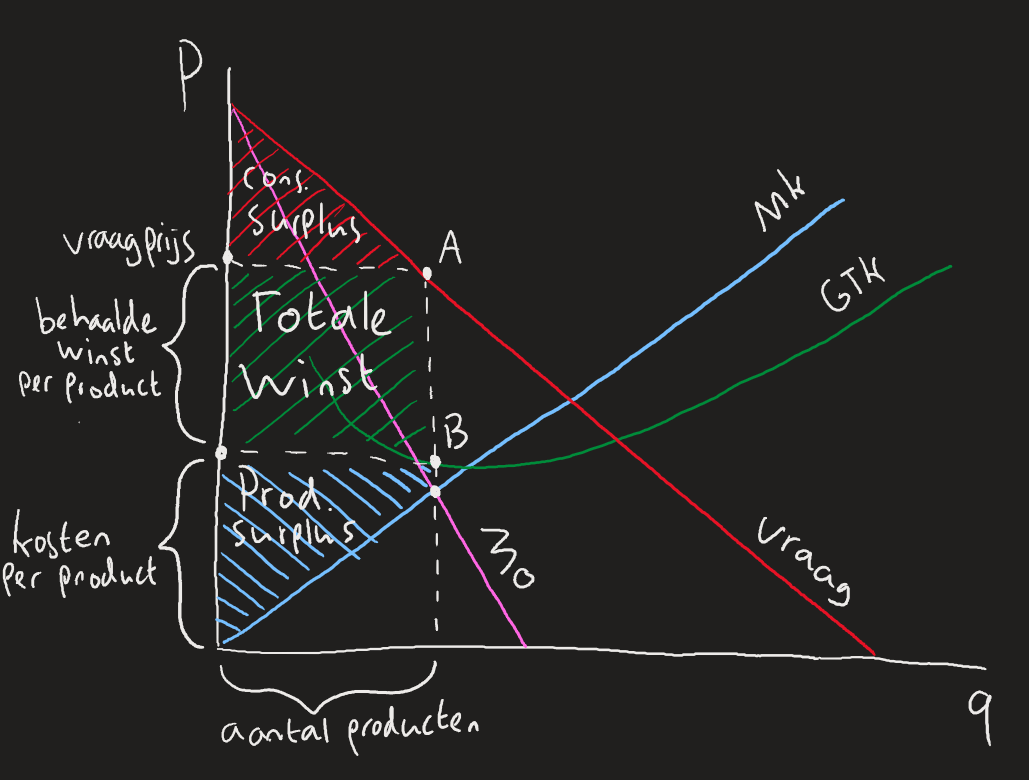 P
cons.
surplus
vraagprijs
A
MK
GTK
behaalde
winst
per product
Totale
winst
B
Prod.
surplus
kosten
per product
MO
vraag
aantal producten
q